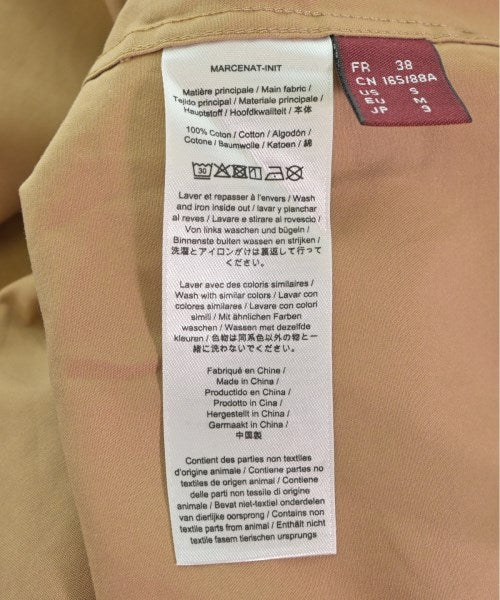 MARCENAT-INIT
Matière principale / Main fabric /
Tejido principal / Materiale principale /
Hauptstoff / Hoofdkwaliteit / 本体
100% Coton / Cotton / Algodón /
Cotone / Baumwolle / Katoen / 綿
30
Laver et repasser à l'envers / Wash
and iron inside out / lavar y planchar
al reves / Lavare e stirare al rovescio /
Von links waschen und bügeln /
Binnenste buiten wassen en strijken /
洗濯とアイロンがけは裏返して行っ
てください。
Laver avec des coloris similaires /
Wash with similar colors / Lavar con
colores similares / Lavare con colori
simili / Mit ähnlichen Farben
waschen / Wassen met dezelfde
kleuren / 色物は同系色以外の物と一
緒に洗わないでください。
Fabriqué en Chine /
Made in China /
Productido en China /
Prodotto in Cina /
Hergestellt in China /
Germaakt in China /
中国製
Contient des parties non textiles
d'origine animale / Contiene partes no
textiles de origen animal / Contiene
delle parti non tessile di origine
animale / Bevat niet-textiel onderdelen
van dierlijke oorsprong / Contains non
textile parts from animal / Enthält nicht
textile fasern tierischen ursprungs
FR 38
CN 165/88A
US S
EU M
JP 9